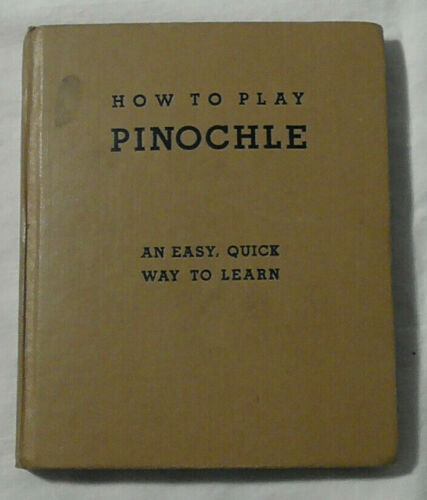 HOW TO PLAY
PINOCHLE
AN EASY, QUICK
WAY TO LEARN